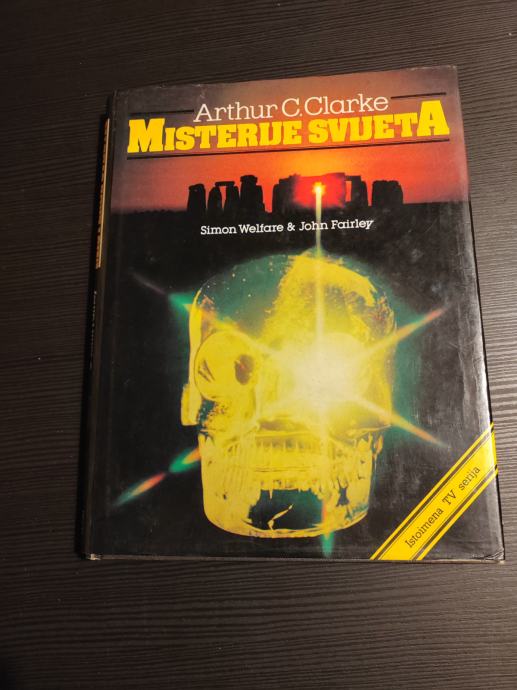 Arthur C. Clarke
MISTERIJE SVIJETA
Simon Welfare & John Fairley
Istoimena TV serija